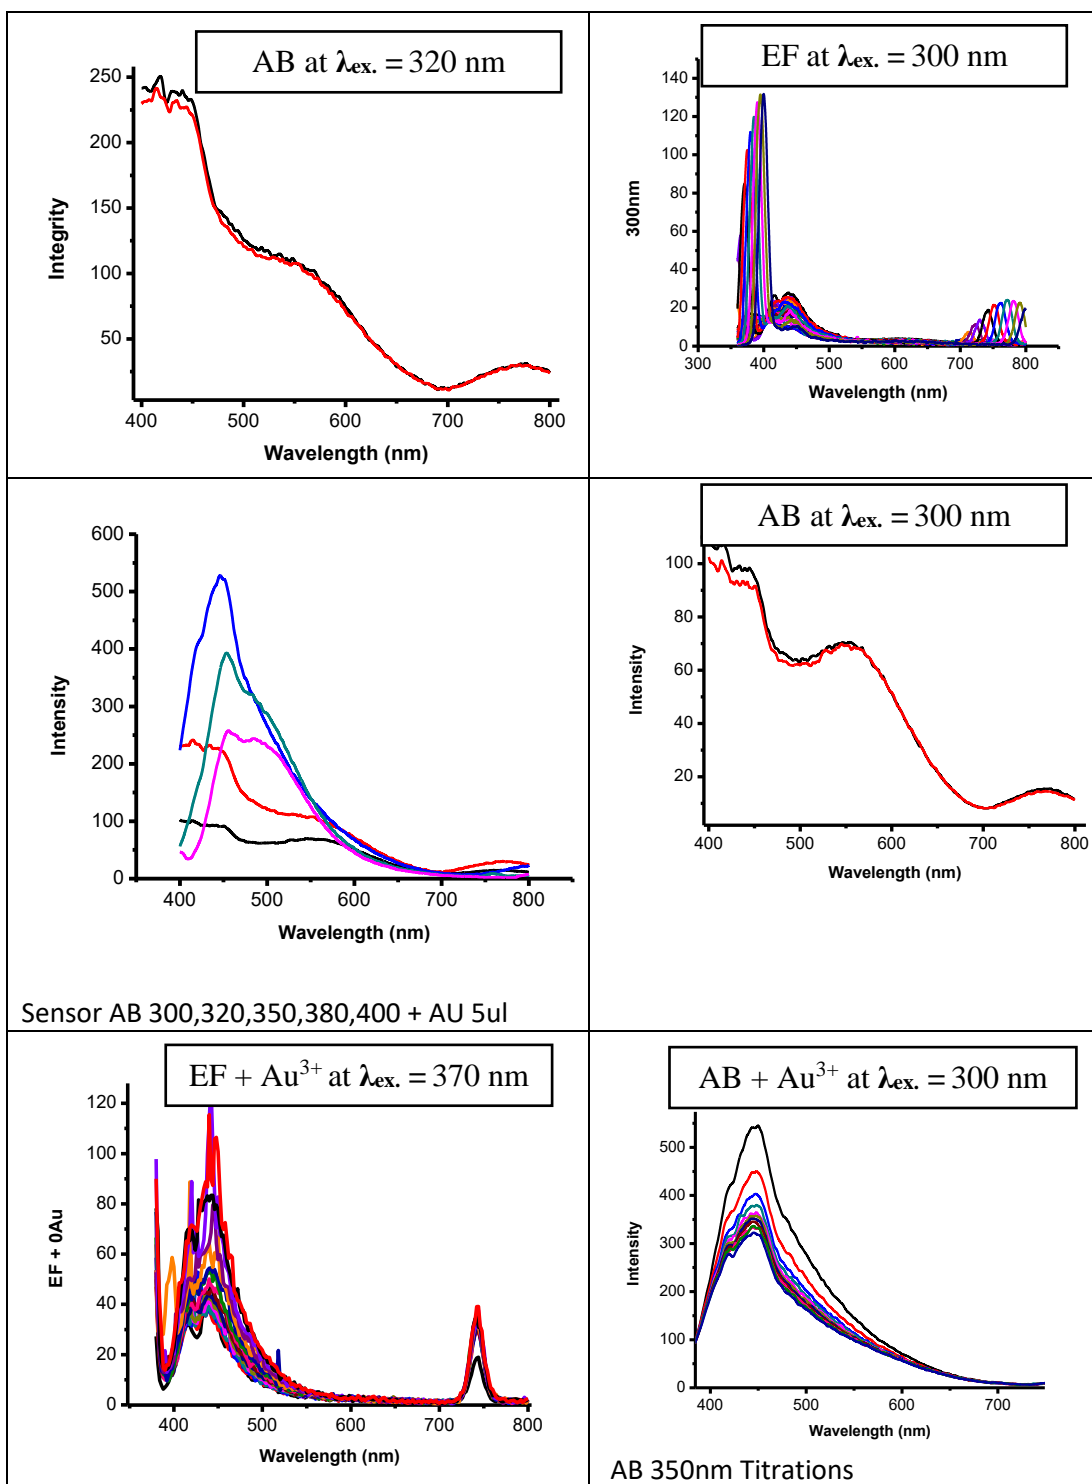 AB at λex. = 320 nm
250
200
150
100
50
400 500 600 700 800
Integrity
Wavelength (nm)
EF at λex. = 300 nm
140
120
100
80
60
40
20
0
300 400 500 600 700 800
300nm
Wavelength (nm)
600
500
400
300
200
100
0
400 500 600 700 800
Intensity
Wavelength (nm)
Sensor AB 300,320,350,380,400 + AU 5ul
AB at λex. = 300 nm
100
80
60
40
20
400 500 600 700 800
Intensity
Wavelength (nm)
EF + Au³⁺ at λex. = 370 nm
120
100
80
60
40
20
0
400 500 600 700 800
EF + 0Au
Wavelength (nm)
AB + Au³⁺ at λex. = 300 nm
500
400
300
200
100
0
400 500 600 700
Intensity
Wavelength (nm)
AB 350nm Titrations